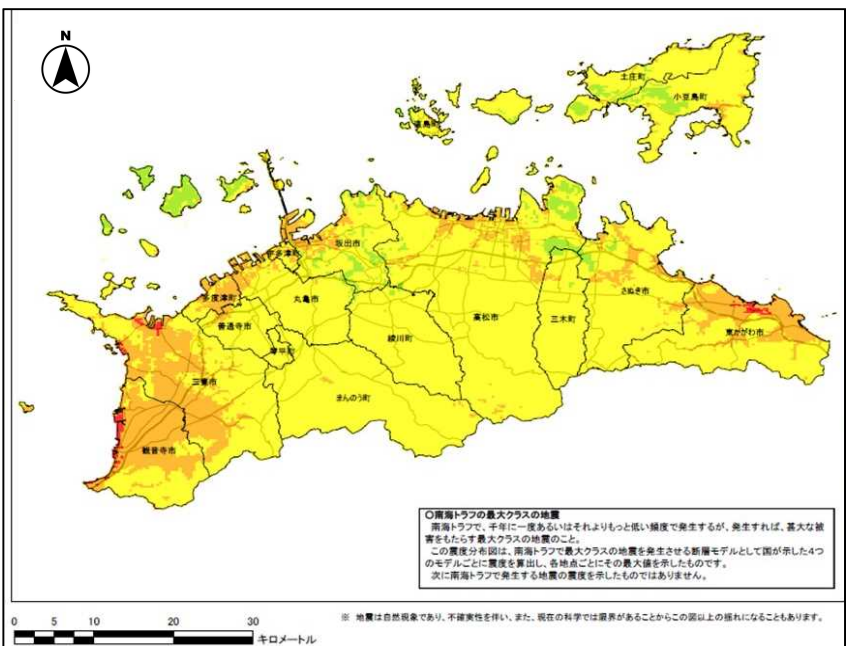 N
土庄町
小豆島町
直島町
坂出市
宇多津町
多度津町
丸亀市
さぬき市
善通寺市
高松市
三木町
綾川町
東かがわ市
琴平町
三豊市
まんのう町
観音寺市
○南海トラフの最大クラスの地震
南海トラフで、千年に一度あるいはそれよりもっと低い頻度で発生するが、発生すれば、甚大な被
害をもたらす最大クラスの地震のこと。
この震度分布図は、南海トラフで最大クラスの地震を発生させる断層モデルとして国が示した4つ
のモデルごとに震度を算出し、各地点ごとにその最大値を示したものです。
次に南海トラフで発生する地震の震度を示したものではありません。
※ 地震は自然現象であり、不確実性を伴い、また、現在の科学では限界があることからこの図以上の揺れになることもあります。
0 5 10 20 30
キロメートル